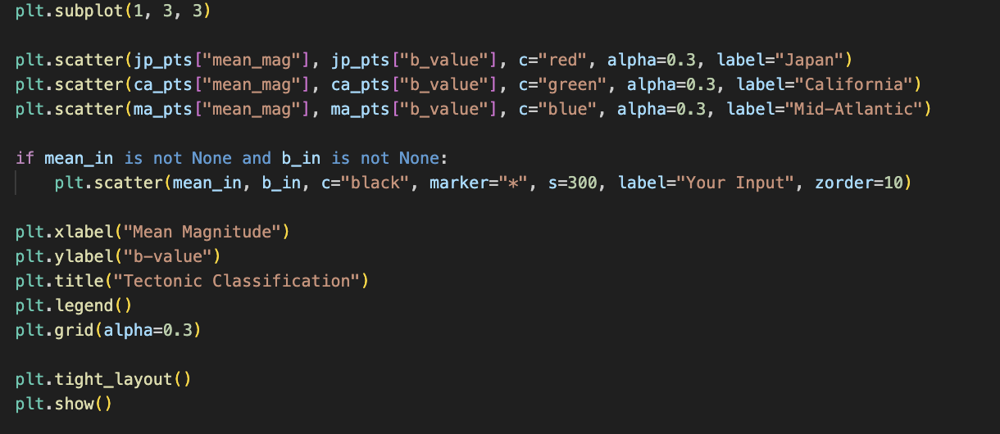 plt.subplot(1, 3, 3)
plt.scatter(jp_pts["mean_mag"], jp_pts["b_value"], c="red", alpha=0.3, label="Japan")
plt.scatter(ca_pts["mean_mag"], ca_pts["b_value"], c="green", alpha=0.3, label="California")
plt.scatter(ma_pts["mean_mag"], ma_pts["b_value"], c="blue", alpha=0.3, label="Mid-Atlantic")
if mean_in is not None and b_in is not None:
    plt.scatter(mean_in, b_in, c="black", marker="*", s=300, label="Your Input", zorder=10)
plt.xlabel("Mean Magnitude")
plt.ylabel("b-value")
plt.title("Tectonic Classification")
plt.legend()
plt.grid(alpha=0.3)
plt.tight_layout()
plt.show()